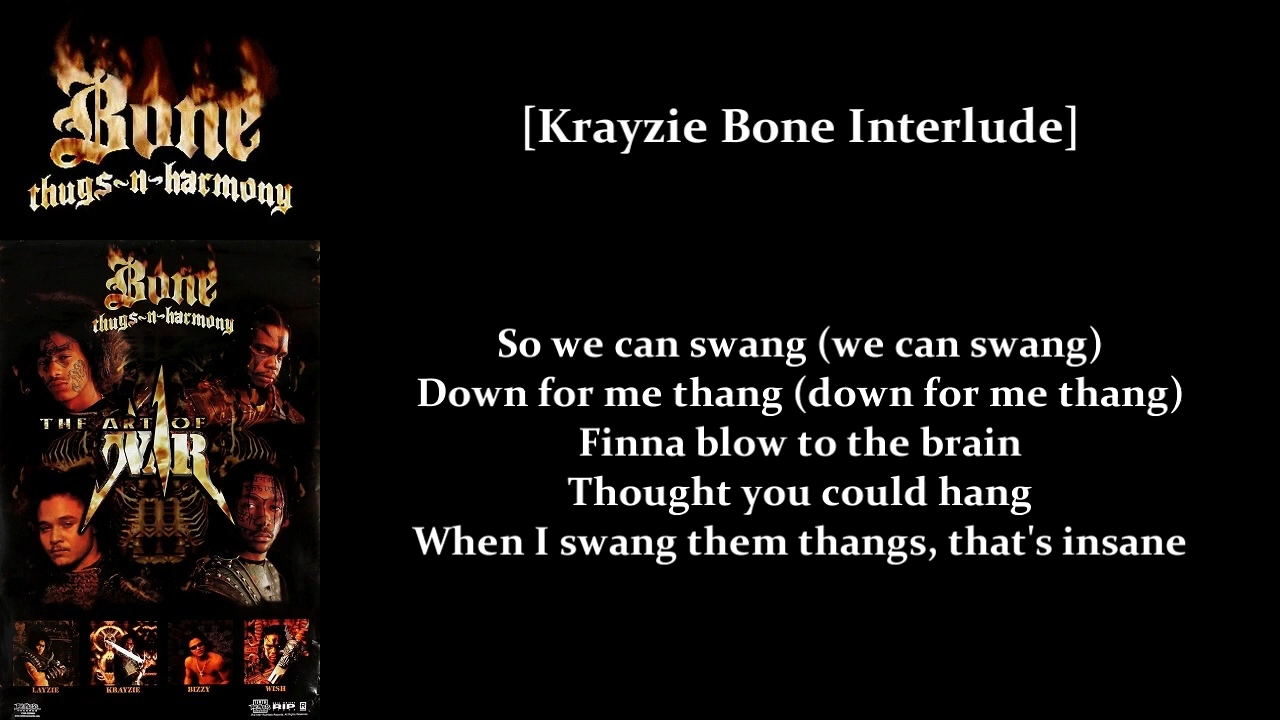 Bone
thugs~n~harmony
[Krayzie Bone Interlude]
Bone
thugs~n~harmony
THE ART OF
WAR
LAYZIE KRAYZIE BIZZY WISH
RIP
So we can swang (we can swang)
Down for me thang (down for me thang)
Finna blow to the brain
Thought you could hang
When I swang them thangs, that's insane